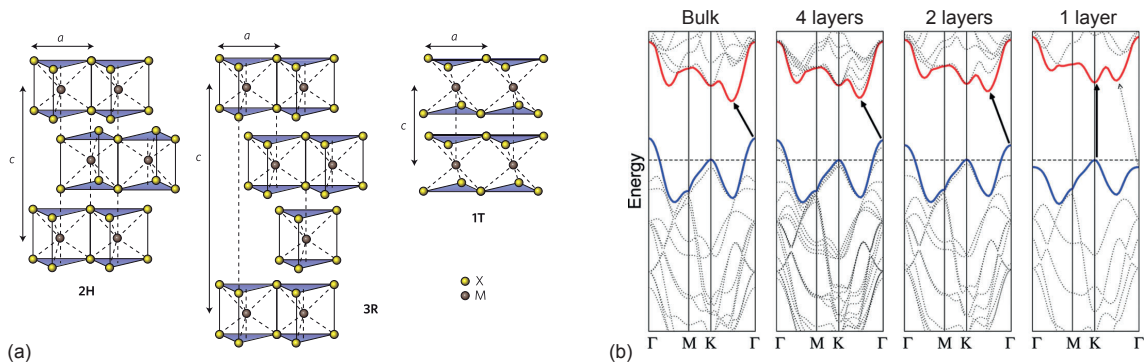 a
a
a
c
c
c
2H
3R
1T
X
M
(a)
Bulk
4 layers
2 layers
1 layer
Energy
Γ M K Γ
Γ M K Γ
Γ M K Γ
Γ M K Γ
(b)